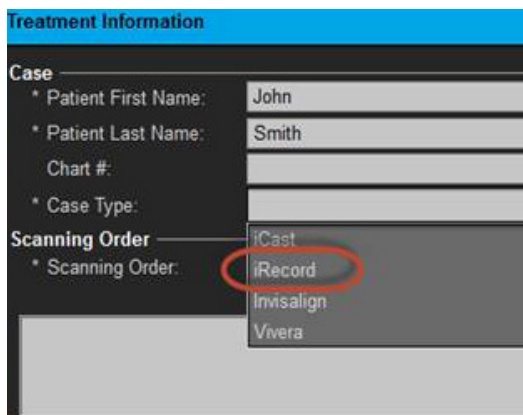 Treatment Information
Case
* Patient First Name: John
* Patient Last Name: Smith
Chart #:
* Case Type:
Scanning Order iCast
* Scanning Order: iRecord
Invisalign
Vivera